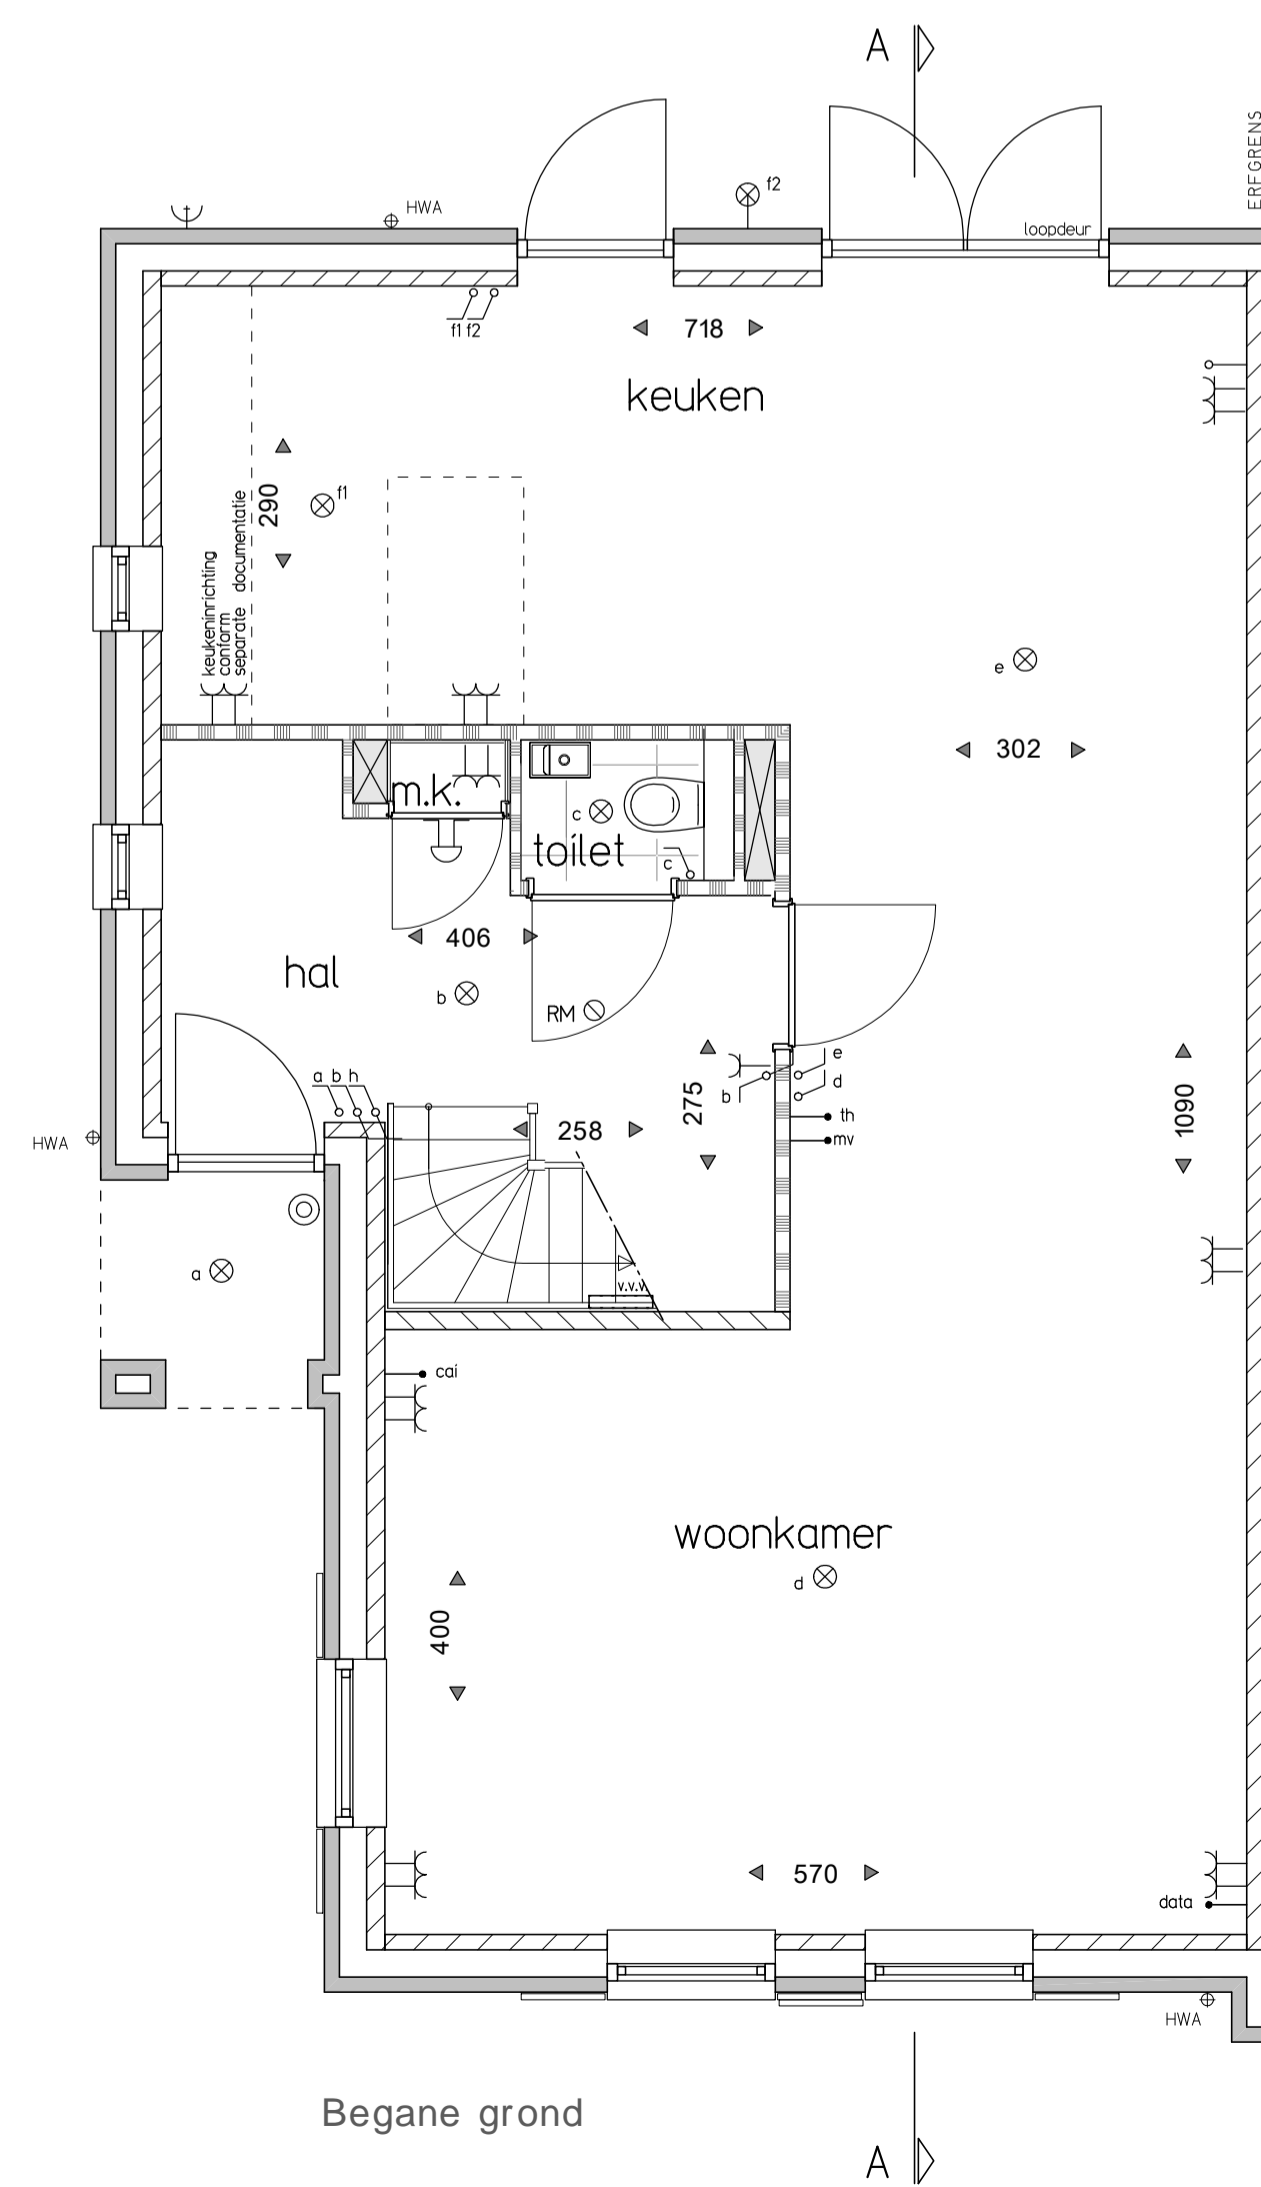 A
ERFGRENS
f2
HWA
loopdeur
f1 f2
718
keuken
290
f1
keukeninrichting
conform
separate documentatie
e
302
m.k.
c
toilet
c
406
hal
b
RM
275
e
b
d
1090
a b h
th
258
mv
HWA
a
v.v.v
cai
woonkamer
d
400
570
data
HWA
Begane grond
A